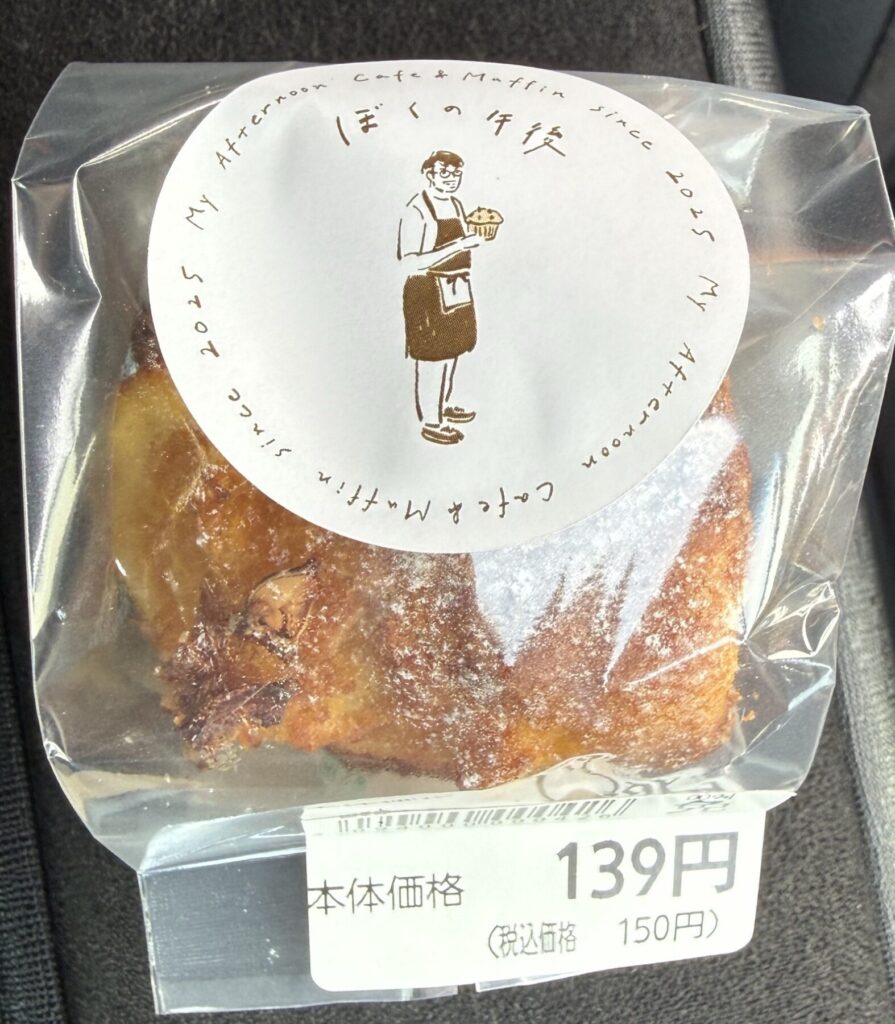 My Afternoon Cafe & Muffin since 2025 My Afternoon Cafe & Muffin since 2025
ぼくの午後
本体価格 139円
(税込価格 150円)